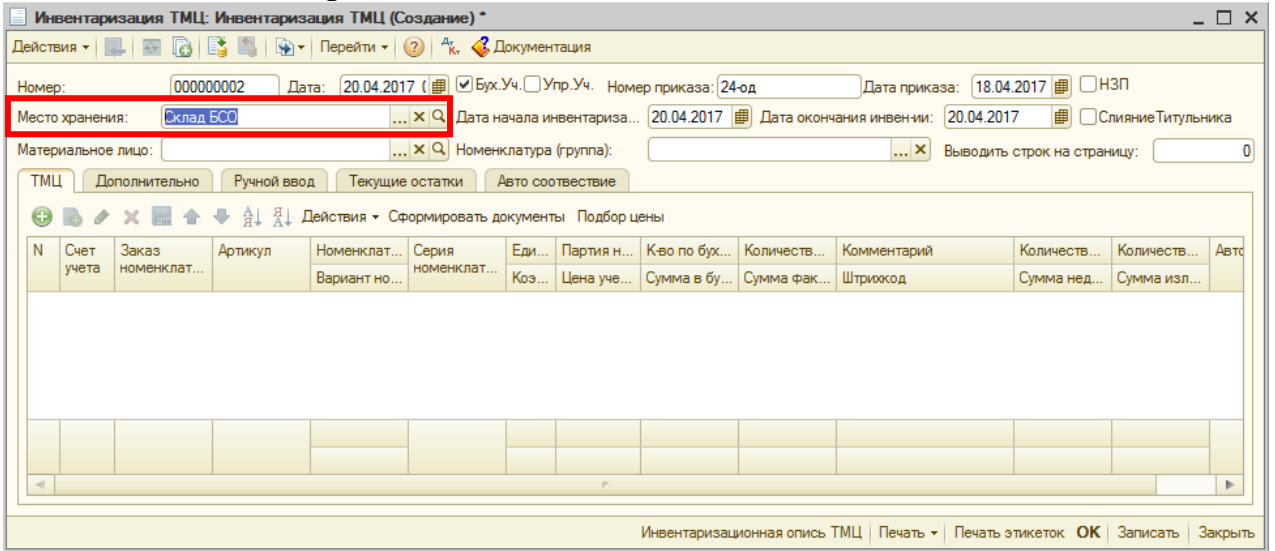 Инвентаризация ТМЦ: Инвентаризация ТМЦ (Создание) *
Действия Перейти Дт Кт Документация
Номер: 000000002 Дата: 20.04.2017 ( Бух.Уч. Упр.Уч. Номер приказа: 24-од Дата приказа: 18.04.2017 НЗП
Место хранения: Склад БСО ... Дата начала инвентариза... 20.04.2017 Дата окончания инвен-ии: 20.04.2017 СлияниеТитульника
Материальное лицо: ... Номенклатура (группа): ... Выводить строк на страницу: 0
ТМЦ Дополнительно Ручной ввод Текущие остатки Авто соотвествие
Действия Сформировать документы Подбор цены
N Счет учета Заказ номенклат... Артикул Номенклат... Серия номенклат... Еди... Партия н... К-во по бух... Количеств... Комментарий Количеств... Количеств... Авто
Вариант но... Коэ... Цена уче... Сумма в бу... Сумма фак... Штрихкод Сумма нед... Сумма изл...
Инвентаризационная опись ТМЦ Печать Печать этикеток OK Записать Закрыть